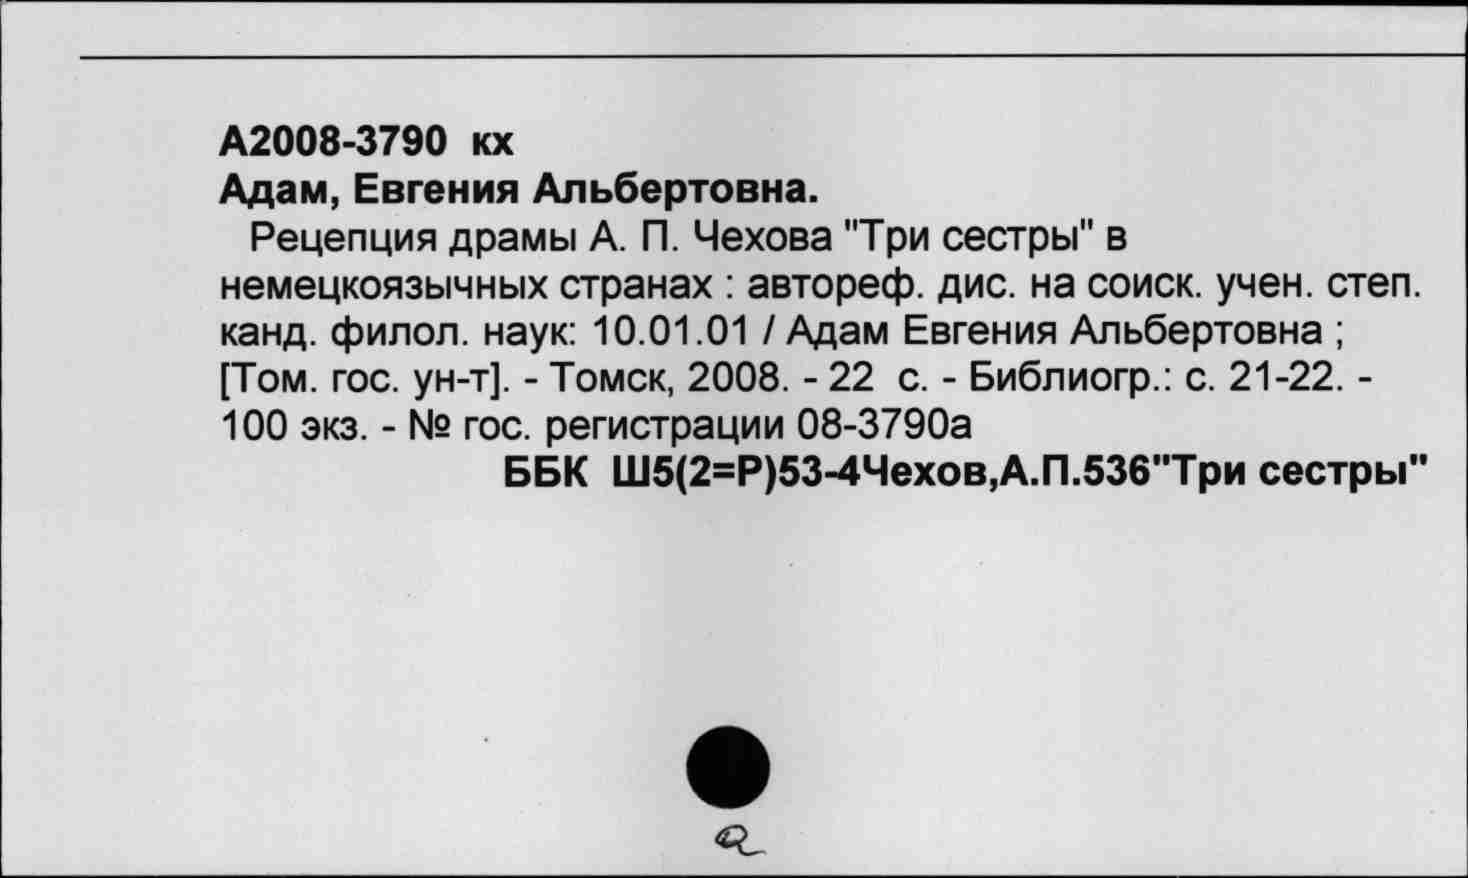 А2008-3790 кх
Адам, Евгения Альбертовна.
Рецепция драмы А. П. Чехова "Три сестры" в
немецкоязычных странах : автореф. дис. на соиск. учен. степ.
канд. филол. наук: 10.01.01 / Адам Евгения Альбертовна ;
[Том. гос. ун-т]. - Томск, 2008. - 22 с. - Библиогр.: с. 21-22. -
100 экз. - № гос. регистрации 08-3790а
ББК Ш5(2=Р)53-4Чехов,А.П.536"Три сестры"